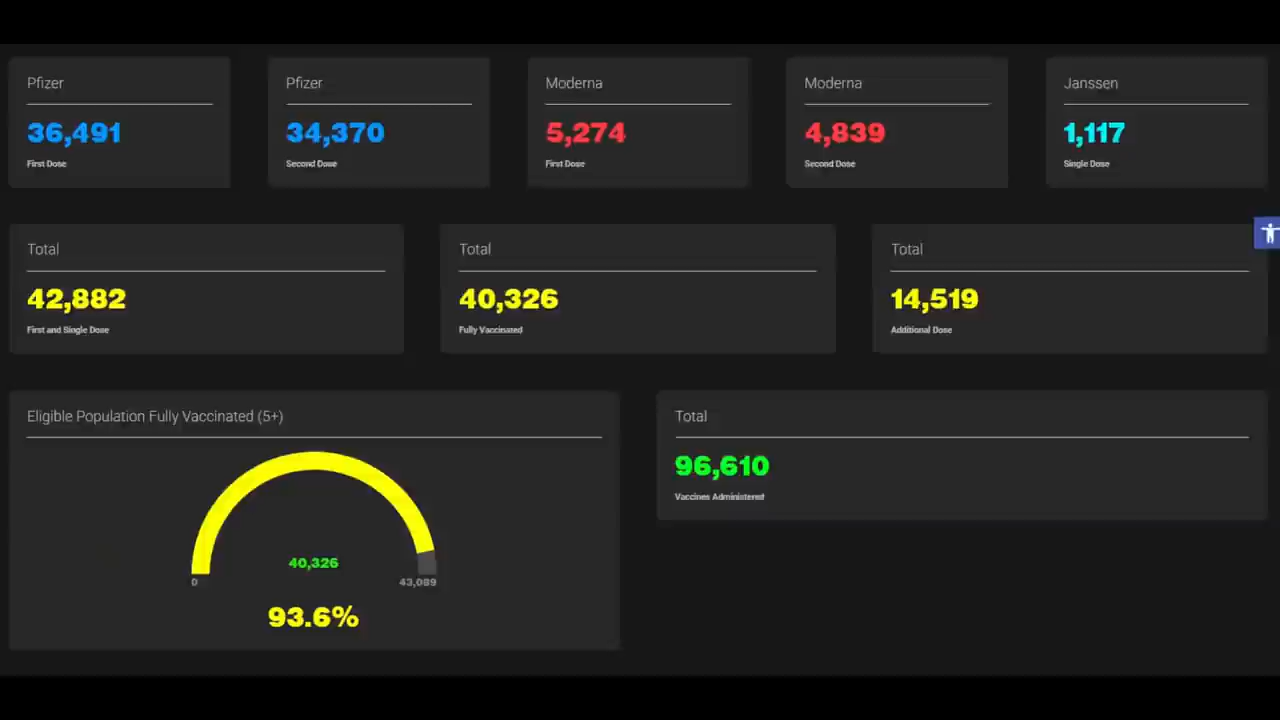 Pfizer
36,491
First Dose
Pfizer
34,370
Second Dose
Moderna
5,274
First Dose
Moderna
4,839
Second Dose
Janssen
1,117
Single Dose
Total
42,882
First and Single Dose
Total
40,326
Fully Vaccinated
Total
14,519
Additional Dose
Eligible Population Fully Vaccinated (5+)
40,326
0
43,089
93.6%
Total
96,610
Vaccines Administered